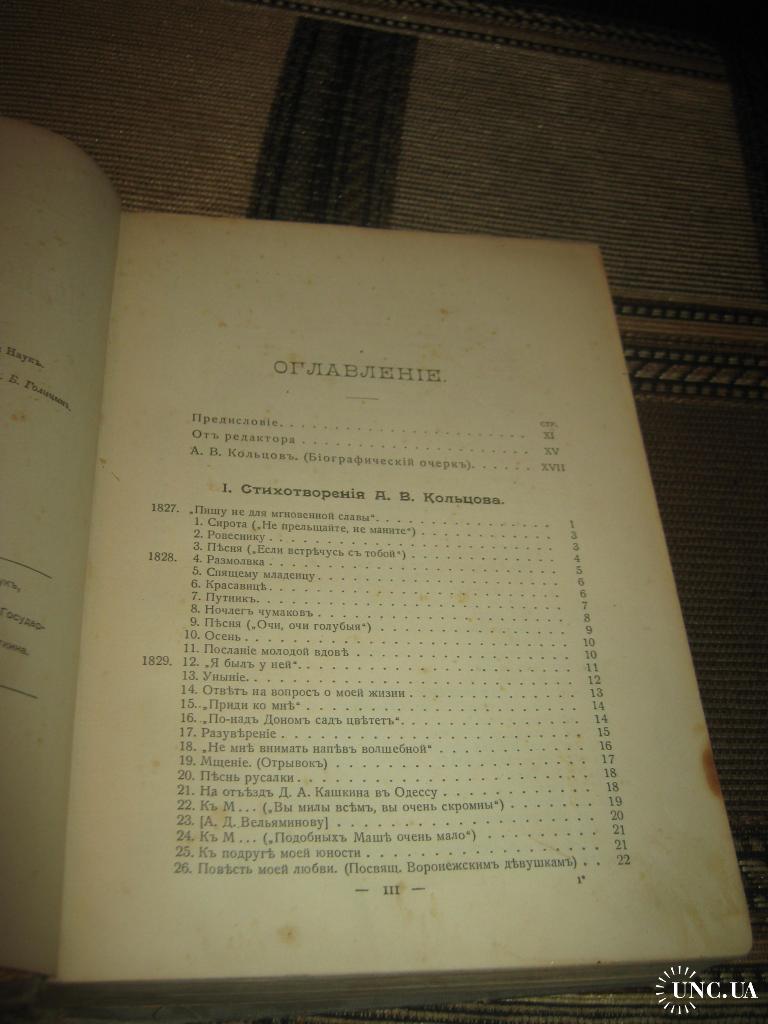 Наукъ.
Б. Голицын.
ОГЛАВЛЕНІЕ.
СТР.
Предисловіе. XI
Отъ редактора XV
А. В. Кольцовъ. (Біографическій очеркъ). XVII
I. Стихотворенія А. В. Кольцова.
1827. „Пишу не для мгновенной славы“. 1
1. Сирота („Не прельщайте, не маните“) 3
2. Ровеснику 3
3. Пѣсня („Если встрѣчусь съ тобой“) 4
1828. 4. Размолвка 5
5. Спящему младенцу 6
6. Красавицѣ 6
7. Путникъ 7
8. Ночлегъ чумаковъ 8
9. Пѣсня („Очи, очи голубыя“) 9
10. Осень 10
11. Посланіе молодой вдовѣ 10
1829. 12. „Я былъ у ней“. 11
13. Уныніе. 12
14. Отвѣтъ на вопросъ о моей жизни 13
15. „Приди ко мнѣ“ 14
16. „По-надъ Дономъ садъ цвѣтетъ“. 14
17. Разувѣреніе 15
18. „Не мнѣ внимать напѣвъ волшебной“ 16
19. Мщеніе. (Отрывокъ) 17
20. Пѣснь русалки 18
21. На отъѣздъ Д. А. Кашкина въ Одессу 18
22. Къ М... („Вы милы всѣмъ, вы очень скромны“) 19
23. [А. Д. Вельяминову] 20
24. Къ М... („Подобныхъ Машѣ очень мало“) 21
25. Къ подругѣ моей юности 21
26. Повѣсть моей любви. (Посвящ. Воронежскимъ дѣвушкамъ) 22
— III —
1*
UNC.UA